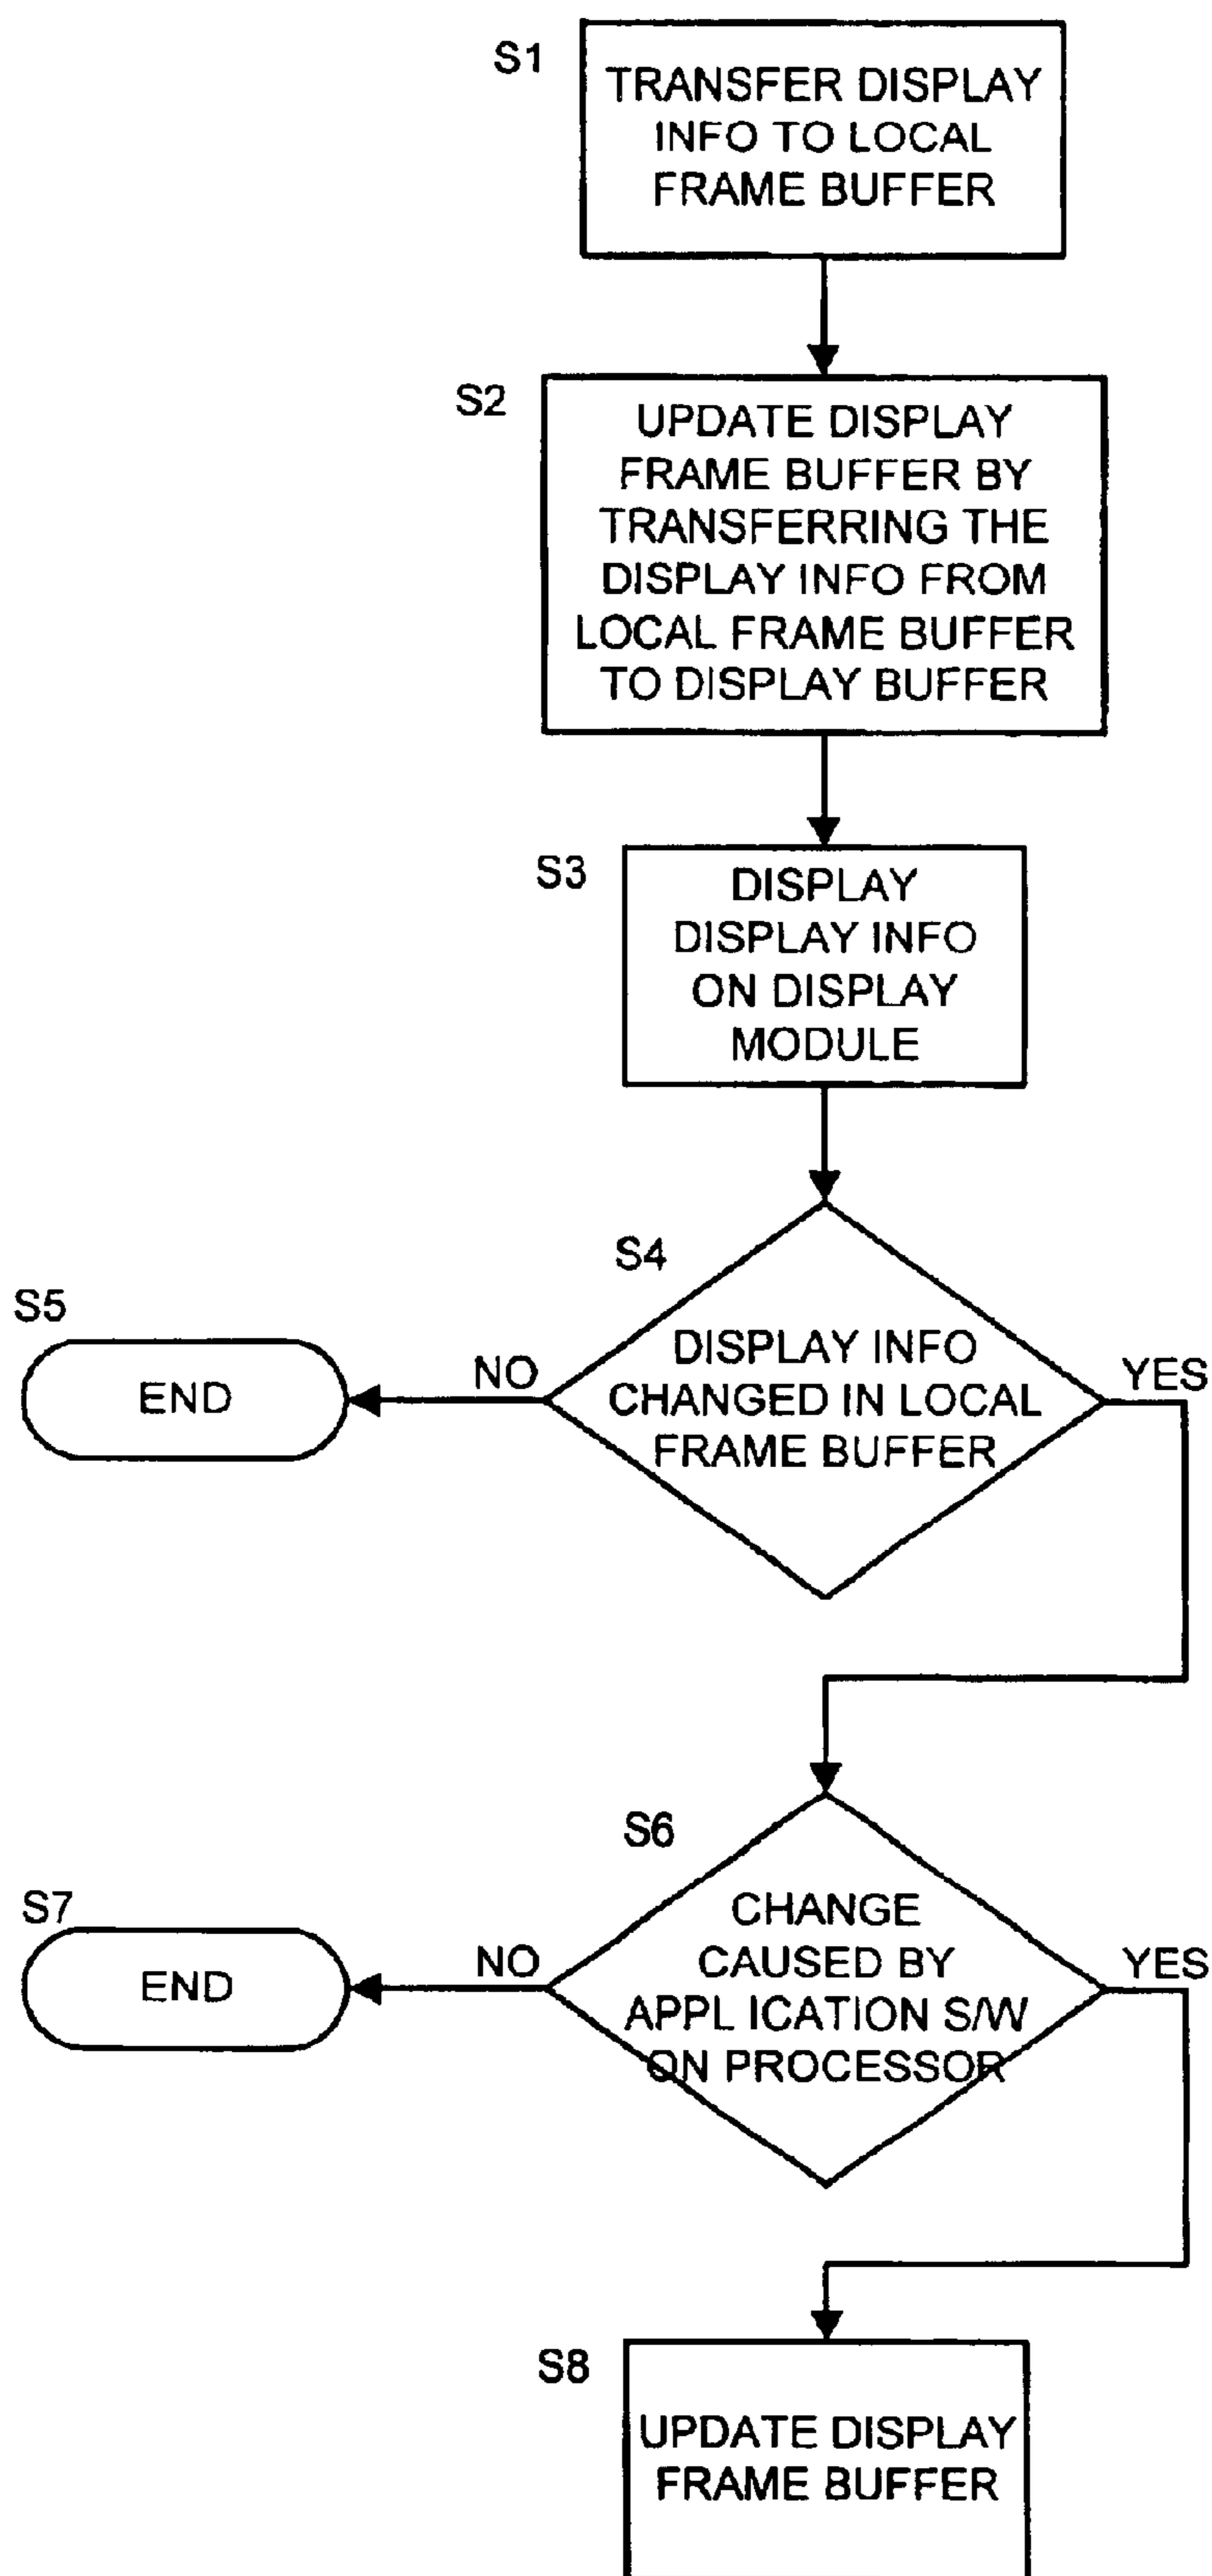 S1
TRANSFER DISPLAY
INFO TO LOCAL
FRAME BUFFER
S2
UPDATE DISPLAY
FRAME BUFFER BY
TRANSFERRING THE
DISPLAY INFO FROM
LOCAL FRAME BUFFER
TO DISPLAY BUFFER
S3
DISPLAY
DISPLAY INFO
ON DISPLAY
MODULE
S4
DISPLAY INFO
CHANGED IN LOCAL
FRAME BUFFER
NO
YES
S5
END
S6
CHANGE
CAUSED BY
APPL ICATION S/W
ON PROCESSOR
NO
YES
S7
END
S8
UPDATE DISPLAY
FRAME BUFFER